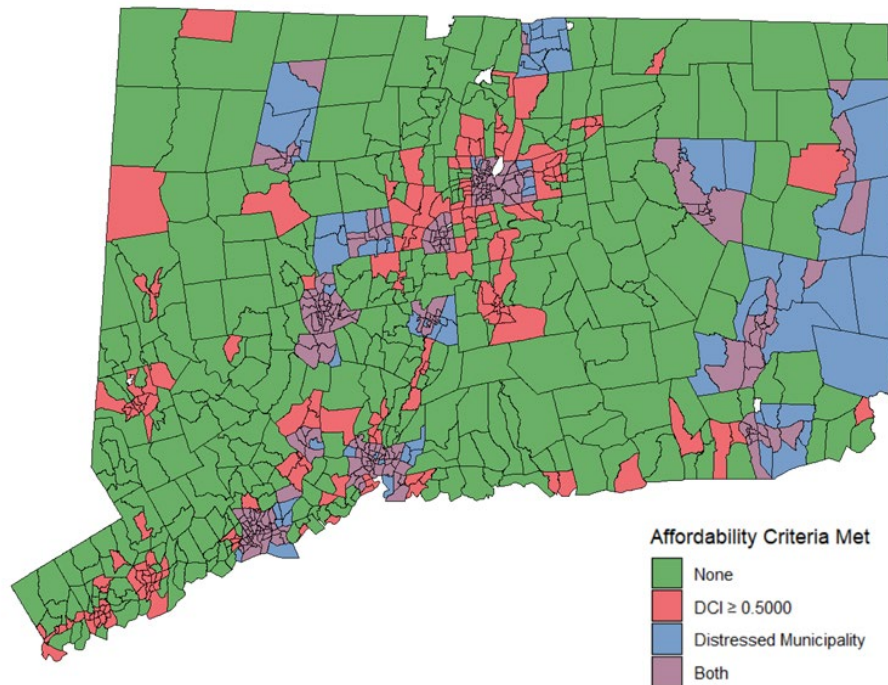 Affordability Criteria Met
None
DCI ≥ 0.5000
Distressed Municipality
Both